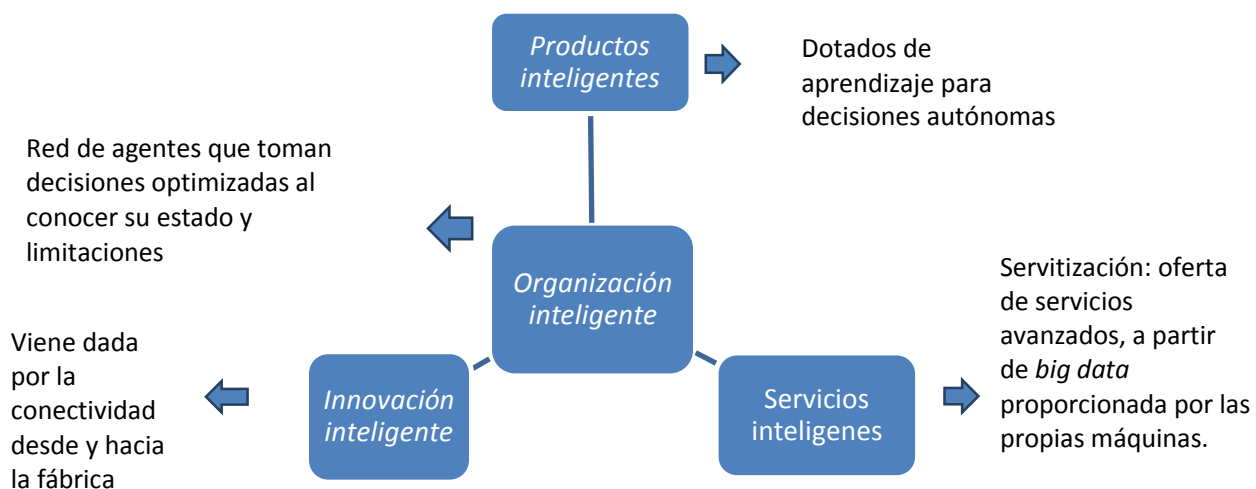 Productos
inteligentes
Dotados de
aprendizaje para
decisiones autónomas
Red de agentes que toman
decisiones optimizadas al
conocer su estado y
limitaciones
Organización
inteligente
Servitización: oferta
de servicios
avanzados, a partir
de big data
proporcionada por las
propias máquinas.
Viene dada
por la
conectividad
desde y hacia
la fábrica
Innovación
inteligente
Servicios
inteligenes